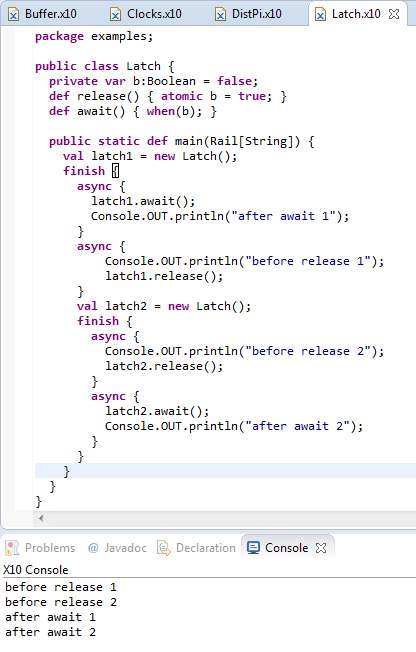 Buffer.x10 Clocks.x10 DistPi.x10 Latch.x10
package examples;
public class Latch {
private var b:Boolean = false;
def release() { atomic b = true; }
def await() { when(b); }
public static def main(Rail[String]) {
val latch1 = new Latch();
finish {
async {
latch1.await();
Console.OUT.println("after await 1");
}
async {
Console.OUT.println("before release 1");
latch1.release();
}
val latch2 = new Latch();
finish {
async {
Console.OUT.println("before release 2");
latch2.release();
}
async {
latch2.await();
Console.OUT.println("after await 2");
}
}
}
}
}
Problems @ Javadoc Declaration Console
X10 Console
before release 1
before release 2
after await 1
after await 2